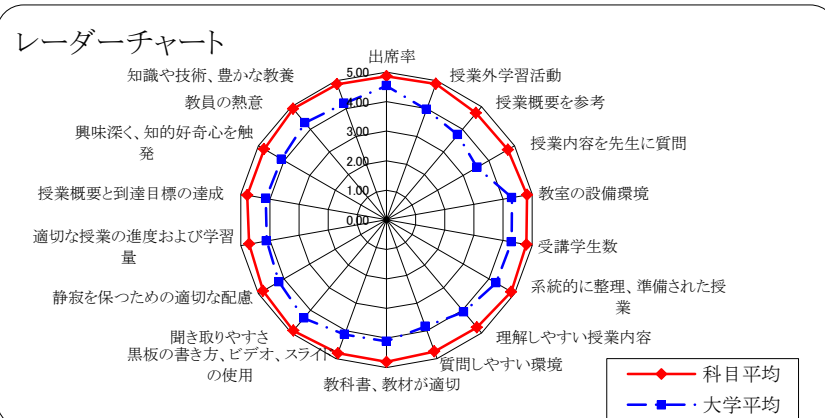 レーダーチャート
出席率
授業外学習活動
授業概要を参考
授業内容を先生に質問
教室の設備環境
受講学生数
系統的に整理、準備された授
業
理解しやすい授業内容
質問しやすい環境
教科書、教材が適切
黒板の書き方、ビデオ、スライド
の使用
聞き取りやすさ
静寂を保つための適切な配慮
適切な授業の進度および学習
量
授業概要と到達目標の達成
興味深く、知的好奇心を触
発
教員の熱意
知識や技術、豊かな教養
5.00
4.00
3.00
2.00
1.00
0.00
科目平均
大学平均